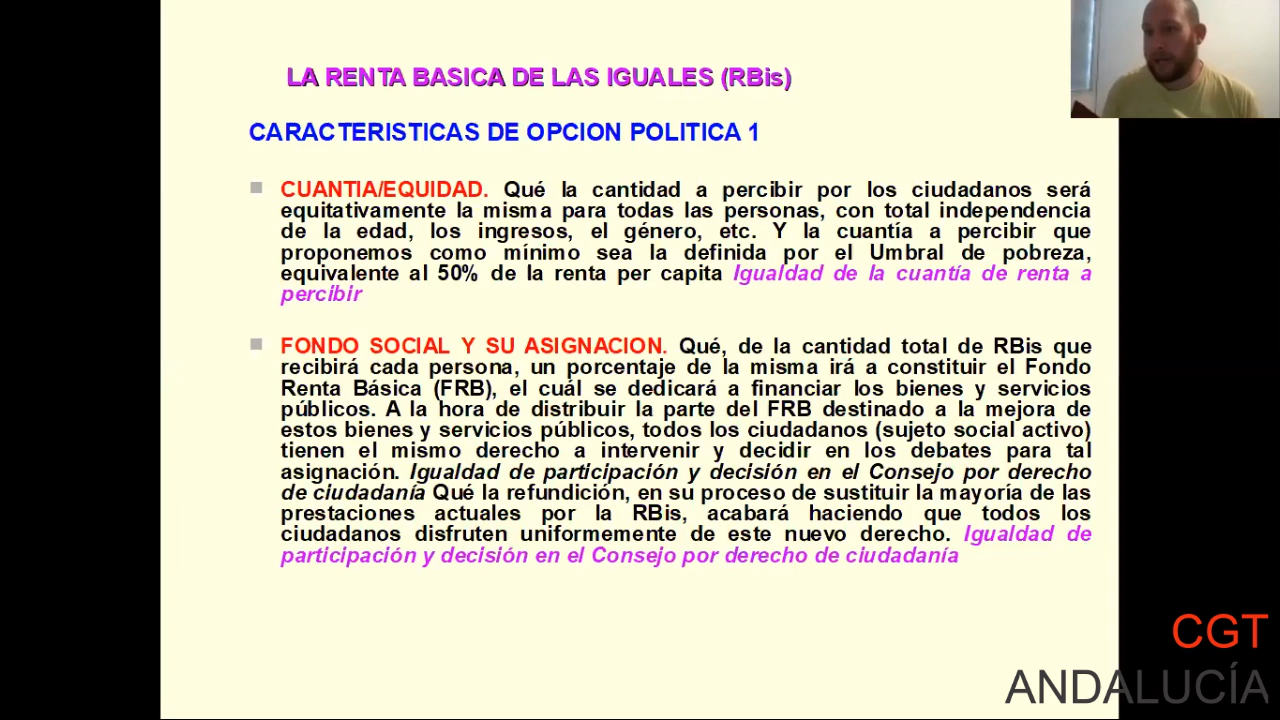 LA RENTA BASICA DE LAS IGUALES (RBis)
CARACTERISTICAS DE OPCION POLITICA 1
CUANTIA/EQUIDAD. Qué la cantidad a percibir por los ciudadanos será
equitativamente la misma para todas las personas, con total independencia
de la edad, los ingresos, el género, etc. Y la cuantía a percibir que
proponemos como mínimo sea la definida por el Umbral de pobreza,
equivalente al 50% de la renta per capita Igualdad de la cuantía de renta a
percibir
FONDO SOCIAL Y SU ASIGNACION. Qué, de la cantidad total de RBis que
recibirá cada persona, un porcentaje de la misma irá a constituir el Fondo
Renta Básica (FRB), el cuál se dedicará a financiar los bienes y servicios
públicos. A la hora de distribuir la parte del FRB destinado a la mejora de
estos bienes y servicios públicos, todos los ciudadanos (sujeto social activo)
tienen el mismo derecho a intervenir y decidir en los debates para tal
asignación. Igualdad de participación y decisión en el Consejo por derecho
de ciudadanía Qué la refundición, en su proceso de sustituir la mayoría de las
prestaciones actuales por la RBis, acabará haciendo que todos los
ciudadanos disfruten uniformemente de este nuevo derecho. Igualdad de
participación y decisión en el Consejo por derecho de ciudadanía
CGT
ANDALUCÍA